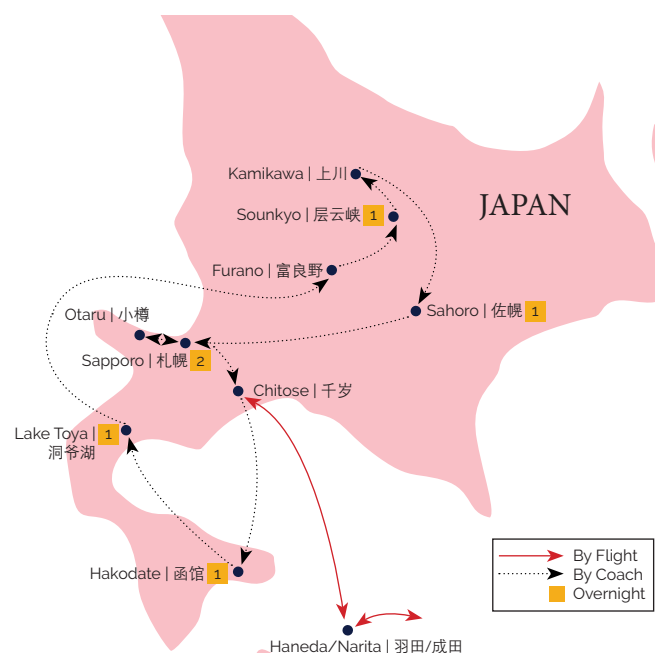 Kamikawa | 上川
JAPAN
Sounkyo | 层云峡 1
Furano | 富良野
Otaru | 小樽
Sahoro | 佐幌 1
Sapporo | 札幌 2
Chitose | 千岁
Lake Toya | 1
洞爷湖
Hakodate | 函馆 1
By Flight
By Coach
Overnight
Haneda/Narita | 羽田/成田